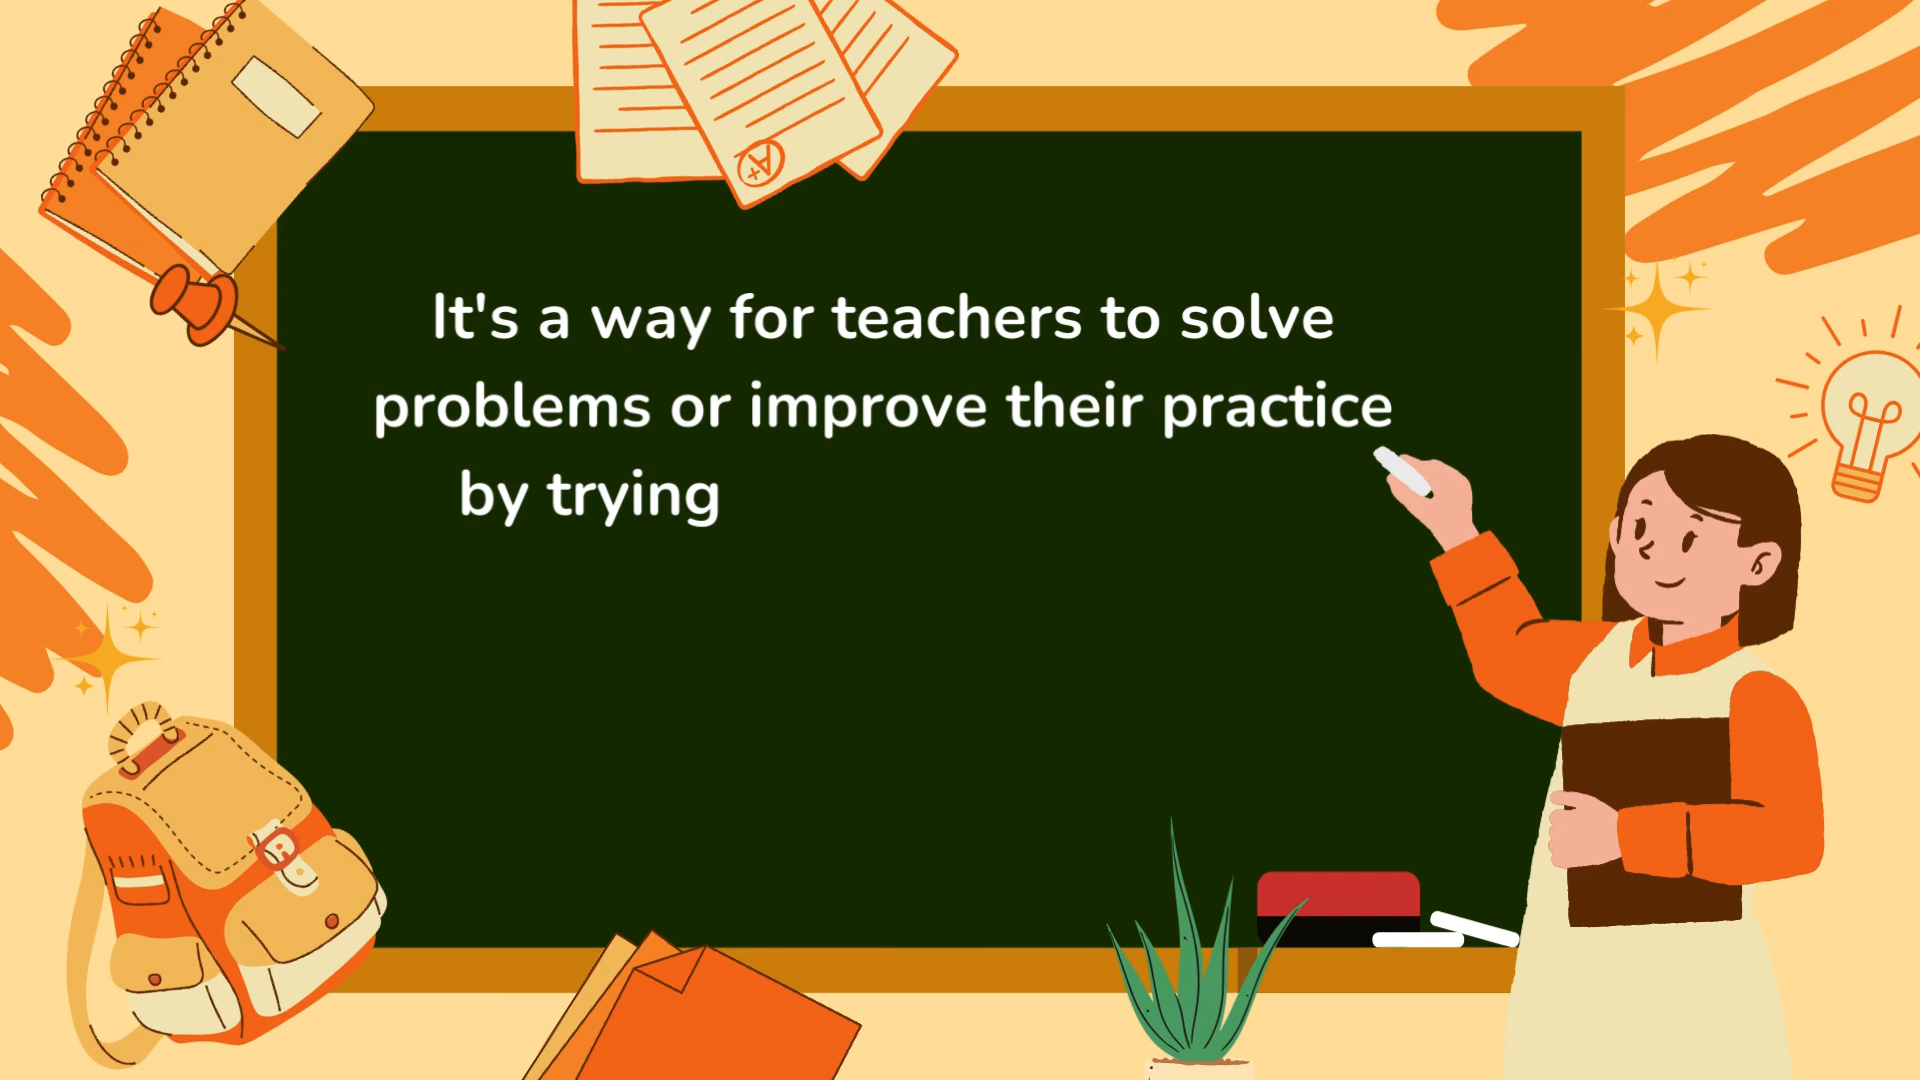 A+
It's a way for teachers to solve
problems or improve their practice
by trying